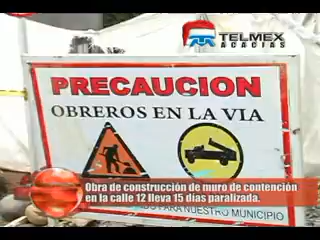 TELMEX
ACACIAS
PRECAUCION
OBREROS EN LA VIA
Obra de construcción de muro de contención
en la calle 12 lleva 15 días paralizada.
PARA NUESTRO MUNICIPIO